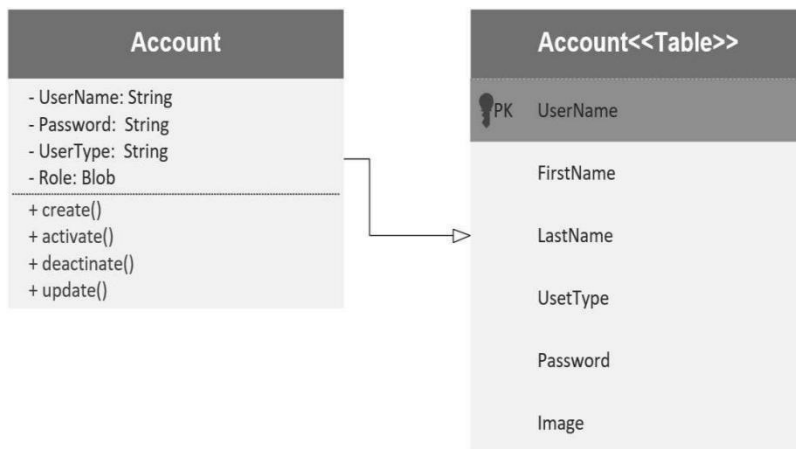 Account
- UserName: String
- Password: String
- UserType: String
- Role: Blob
+ create()
+ activate()
+ deactinate()
+ update()
Account<<Table>>
PK UserName
FirstName
LastName
UsetType
Password
Image